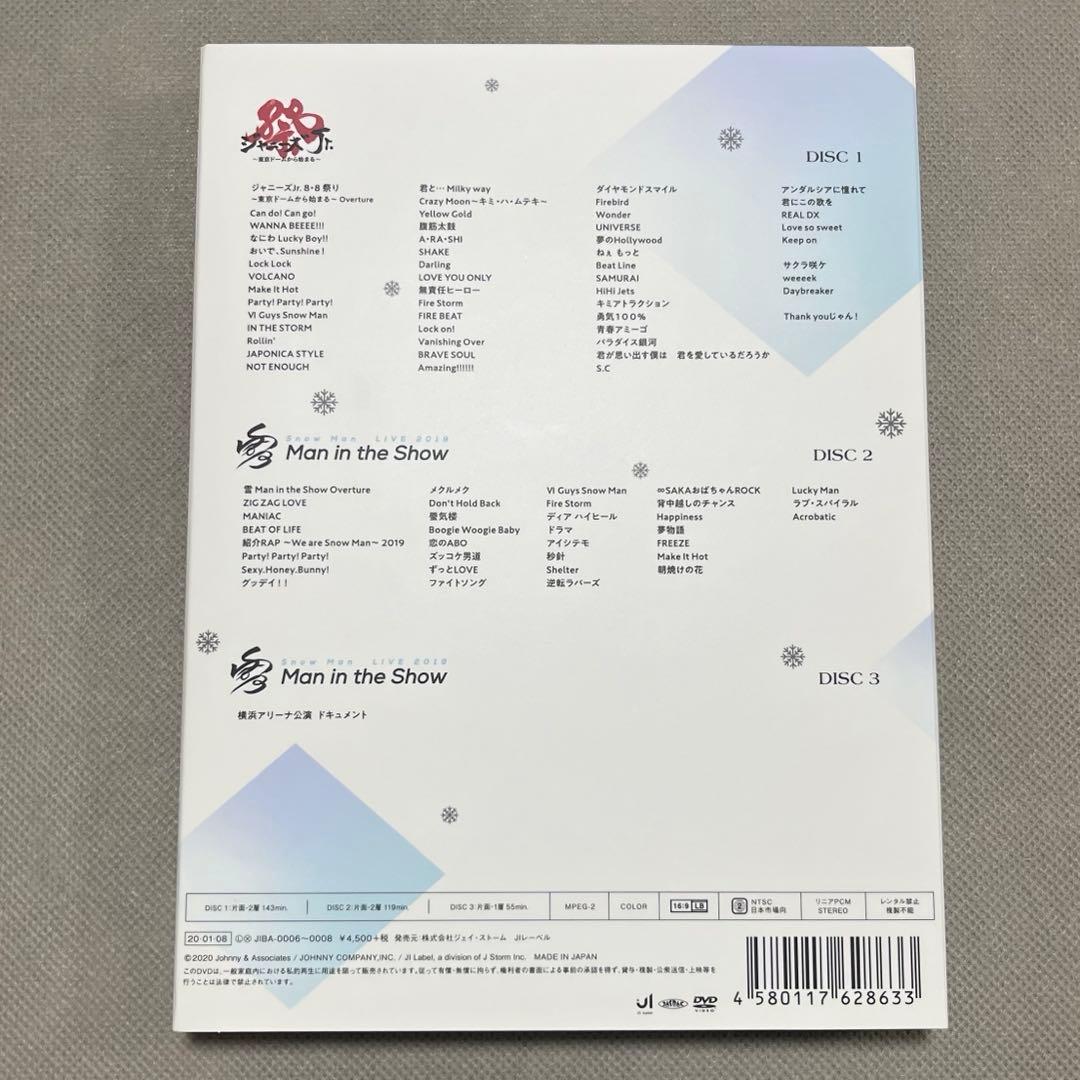 8・8
祭
ジャニーズJr.
～東京ドームから始まる～
DISC 1
ジャニーズJr. 8・8 祭り
～東京ドームから始まる～ Overture
Can do! Can go!
WANNA BEEEE!!!
なにわ Lucky Boy!!
おいで、Sunshine！
Lock Lock
VOLCANO
Make It Hot
Party! Party! Party!
VI Guys Snow Man
IN THE STORM
Rollin'
JAPONICA STYLE
NOT ENOUGH
君と… Milky way
Crazy Moon～キミ・ハ・ムテキ～
Yellow Gold
腹筋太鼓
A・RA・SHI
SHAKE
Darling
LOVE YOU ONLY
無責任ヒーロー
Fire Storm
FIRE BEAT
Lock on!
Vanishing Over
BRAVE SOUL
Amazing!!!!!!
ダイヤモンドスマイル
Firebird
Wonder
UNIVERSE
夢のHollywood
ねぇ もっと
Beat Line
SAMURAI
HiHi Jets
キミアトラクション
勇気100%
青春アミーゴ
パラダイス銀河
君が思い出す僕は　君を愛しているだろうか
S.C
アンダルシアに憧れて
君にこの歌を
REAL DX
Love so sweet
Keep on
サクラ咲ケ
weeeek
Daybreaker
Thank youじゃん！
Snow Man LIVE 2019
雪 Man in the Show
DISC 2
雪 Man in the Show Overture
ZIG ZAG LOVE
MANIAC
BEAT OF LIFE
紹介RAP ～We are Snow Man～ 2019
Party! Party! Party!
Sexy.Honey.Bunny!
グッデイ！！
メクルメク
Don't Hold Back
蜃気楼
Boogie Woogie Baby
恋のABO
ズッコケ男道
ずっとLOVE
ファイトソング
VI Guys Snow Man
Fire Storm
ディア ハイヒール
ドラマ
アイシテモ
秒針
Shelter
逆転ラバーズ
∞SAKAおばちゃんROCK
背中越しのチャンス
Happiness
夢物語
FREEZE
Make It Hot
朝焼けの花
Lucky Man
ラブ・スパイラル
Acrobatic
Snow Man LIVE 2019
雪 Man in the Show
DISC 3
横浜アリーナ公演 ドキュメント
DISC 1：片面・2層 143min.
DISC 2：片面・2層 119min.
DISC 3：片面・1層 55min.
MPEG-2
COLOR
16:9 LB
2 NTSC
日本市場向
リニアPCM
STEREO
レンタル禁止
複製不能
20・01・08 Ⓛ Ⓧ JIBA-0006～0008 ￥4,500＋税 発売元：株式会社ジェイ・ストーム JIレーベル
©2020 Johnny & Associates / JOHNNY COMPANY,INC. / JI Label, a division of J Storm Inc. MADE IN JAPAN
このDVDは、一般家庭内における私的再生に用途を限って販売されています。従って有償・無償に拘らず、権利者の書面による事前の承諾を得ず、貸与・複製・公衆送信・上映等を
行うことは法律で禁止されています。
JI
JI Label
JASRAC
DVD
VIDEO
4 580117 628633